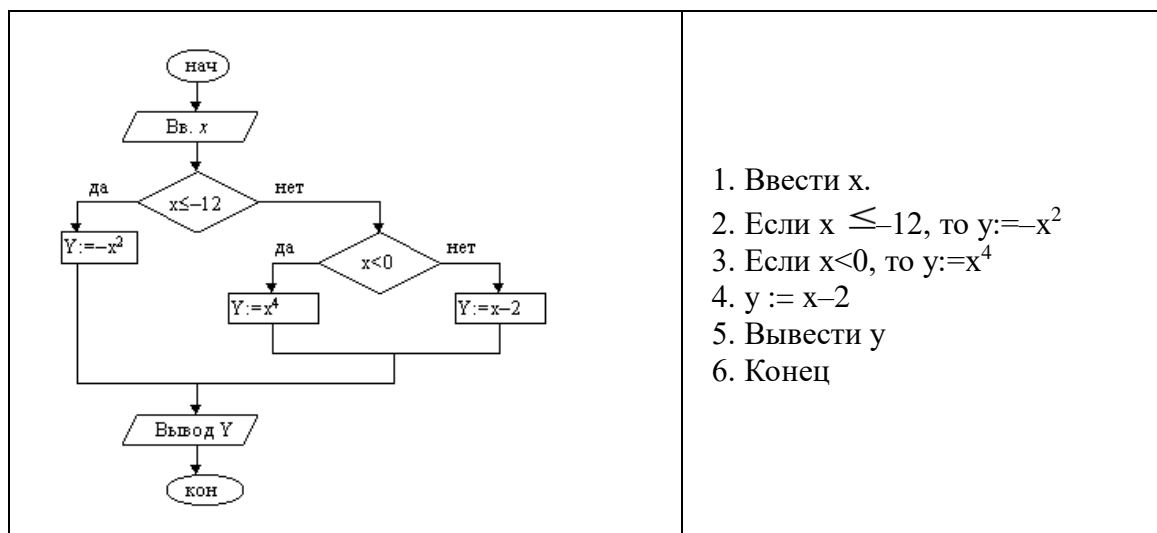 нач
Вв. x
да
нет
x≤–12
Y:=–x²
да
нет
x<0
Y:=x⁴
Y:=x–2
Вывод Y
кон
1. Ввести x.
2. Если x ≤–12, то y:=–x²
3. Если x<0, то y:=x⁴
4. y := x–2
5. Вывести y
6. Конец